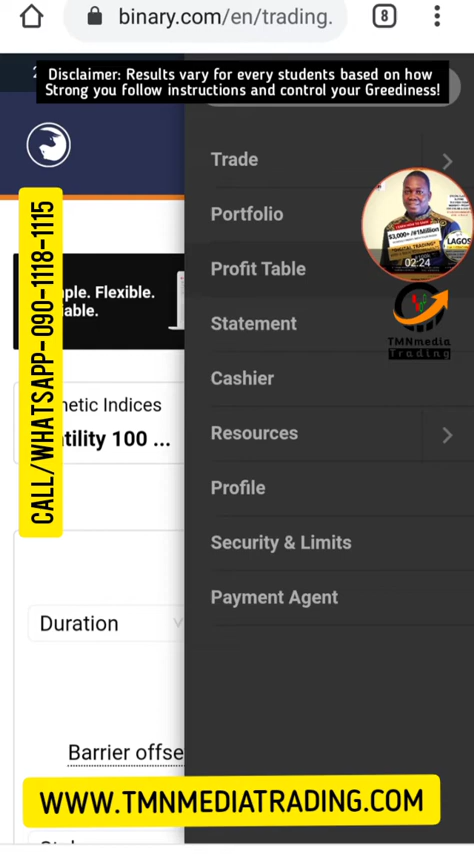 binary.com/en/trading.
8
2
Disclaimer: Results vary for every students based on how
Strong you follow instructions and control your Greediness!
Trade
Portfolio
Profit Table
Statement
Cashier
Resources
Profile
Security & Limits
Payment Agent
$3,000+ / #1Million
LAGOS
02:24
TMNmedia
Trading
CALL/WHATSAPP-090-1118-1115
ple. Flexible.
able.
netic Indices
tility 100 ...
Duration
Barrier offse
WWW.TMNMEDIATRADING.COM